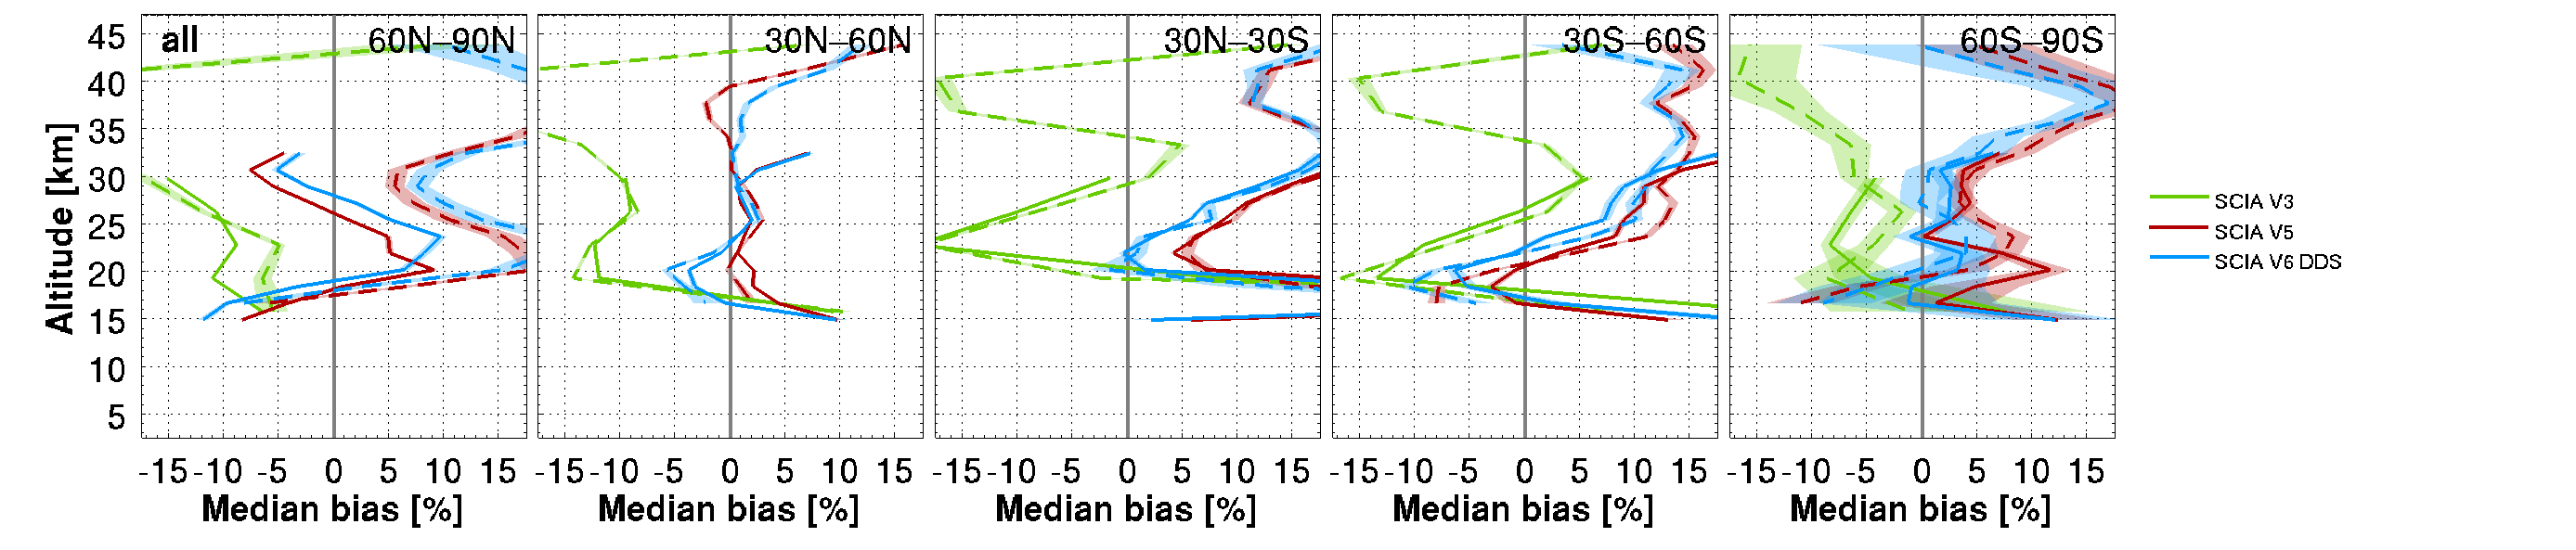 all
60N–90N
30N–60N
30N–30S
30S–60S
60S–90S
45
40
35
30
25
20
15
10
5
Altitude [km]
-15 -10 -5 0 5 10 15
-15 -10 -5 0 5 10 15
-15 -10 -5 0 5 10 15
-15 -10 -5 0 5 10 15
-15 -10 -5 0 5 10 15
Median bias [%]
Median bias [%]
Median bias [%]
Median bias [%]
Median bias [%]
SCIA V3
SCIA V5
SCIA V6 DDS